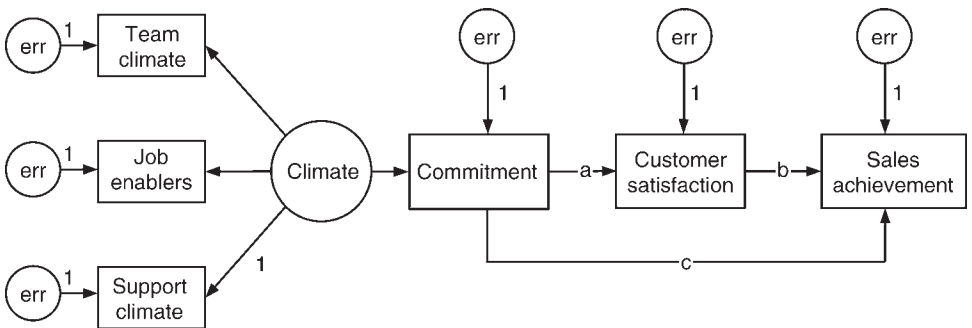 err
1
Team
climate
err
1
Job
enablers
err
1
Support
climate
Climate
1
err
1
Commitment
a
err
1
Customer
satisfaction
b
err
1
Sales
achievement
c